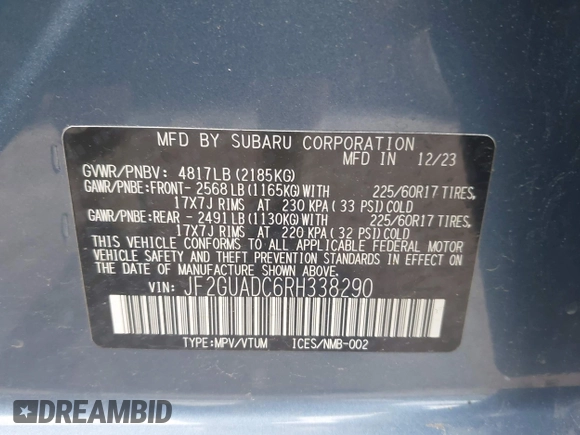 MFD BY SUBARU CORPORATION
MFD IN 12/23
GVWR/PNBV: 4817LB (2185KG)
GAWR/PNBE:FRONT- 2568LB (1165KG)WITH 225/60R17 TIRES,
17X7J RIMS AT 230 KPA ( 33 PSI) COLD
GAWR/PNBE:REAR - 2491LB (1130KG)WITH 225/60R17 TIRES,
17X7J RIMS AT 220 KPA ( 32 PSI) COLD
THIS VEHICLE CONFORMS TO ALL APPLICABLE FEDERAL MOTOR
VEHICLE SAFETY AND THEFT PREVENTION STANDARDS IN EFFECT
ON THE DATE OF MANUFACTURE SHOWN ABOVE.
VIN: JF2GUADC6RH338290
TYPE:MPV/VTUM ICES/NMB-002
DREAMBID